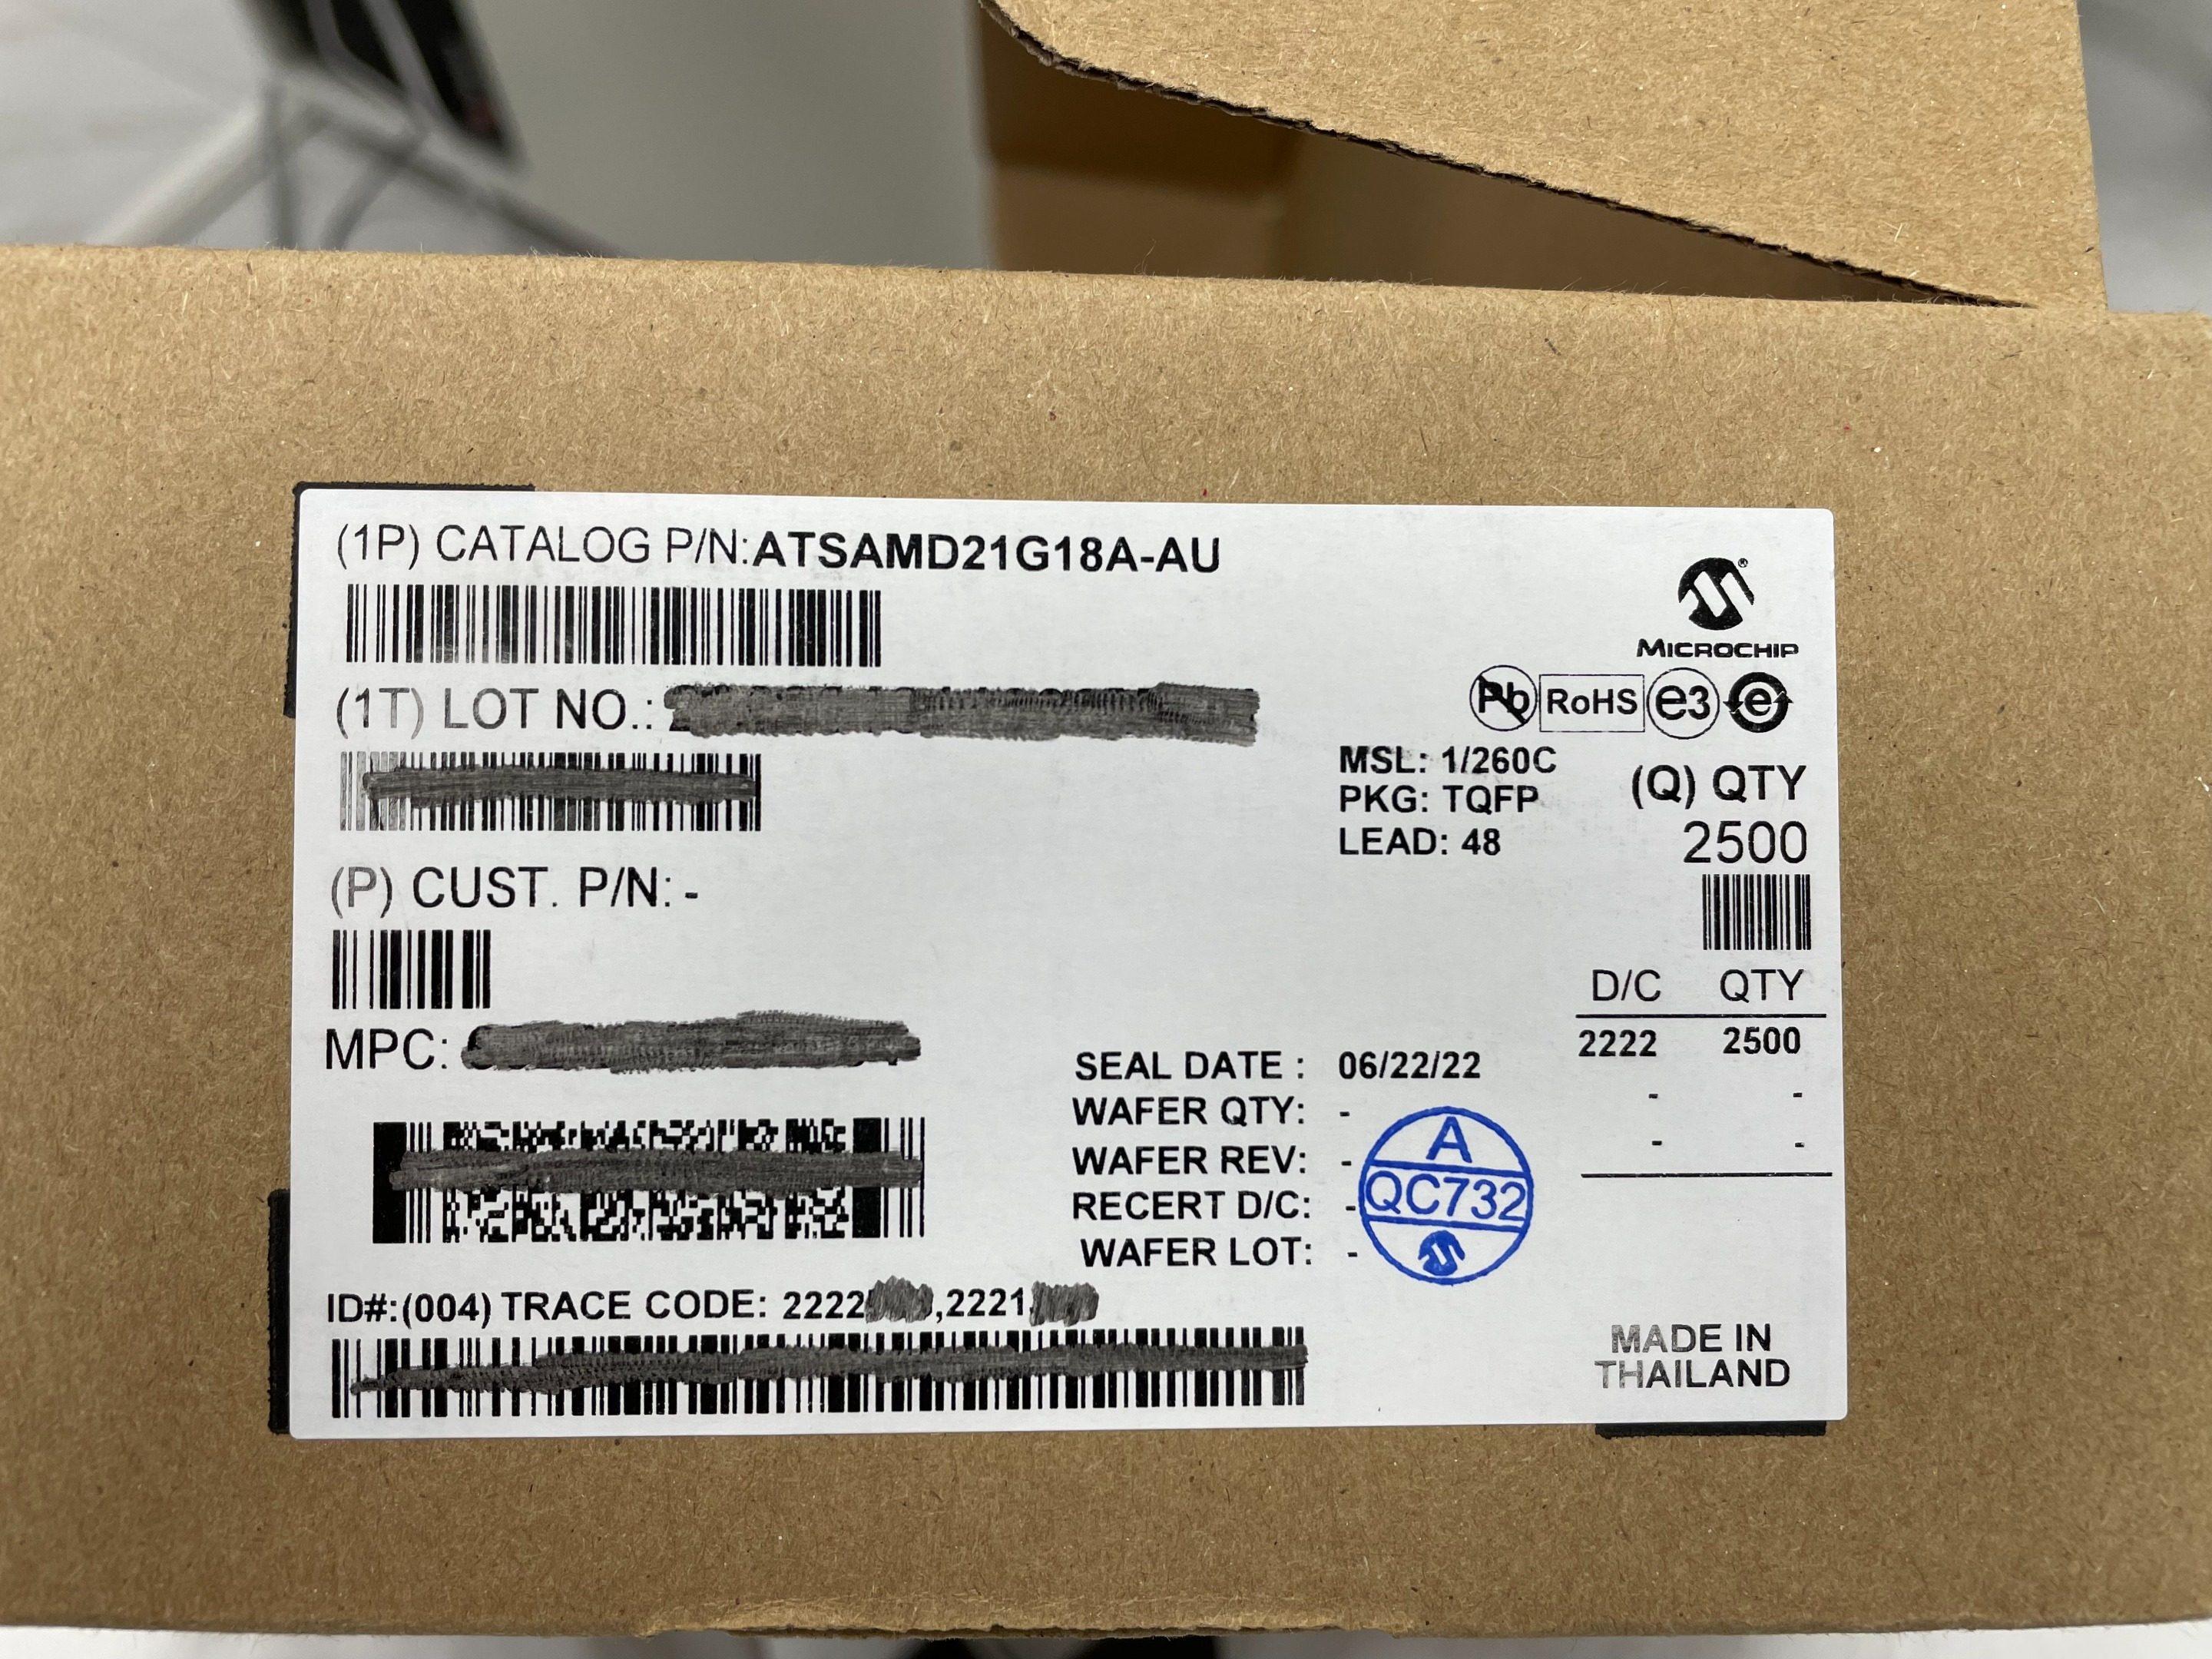 (1P) CATALOG P/N:ATSAMD21G18A-AU
MICROCHIP
(1T) LOT NO.:
Pb RoHS e3 e
MSL: 1/260C
PKG: TQFP
LEAD: 48
(Q) QTY
2500
(P) CUST. P/N: -
D/C QTY
2222 2500
- -
- -
MPC:
SEAL DATE : 06/22/22
WAFER QTY: -
WAFER REV: -
RECERT D/C: -
WAFER LOT: -
A
QC732
ID#:(004) TRACE CODE: 2222 ,2221
MADE IN
THAILAND